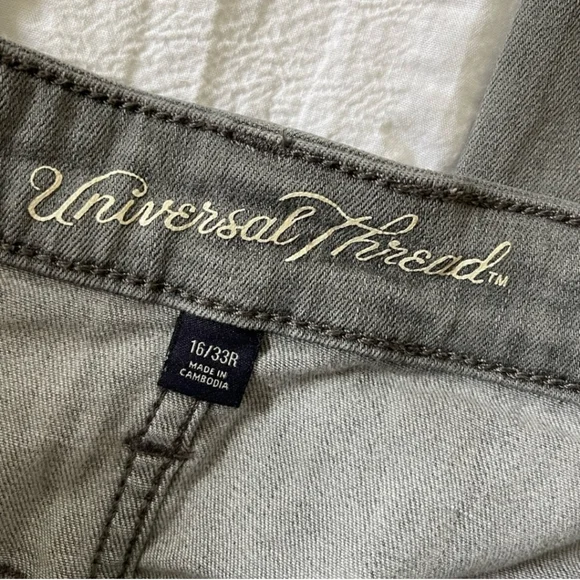 Universal Thread™
16/33R
MADE IN
CAMBODIA